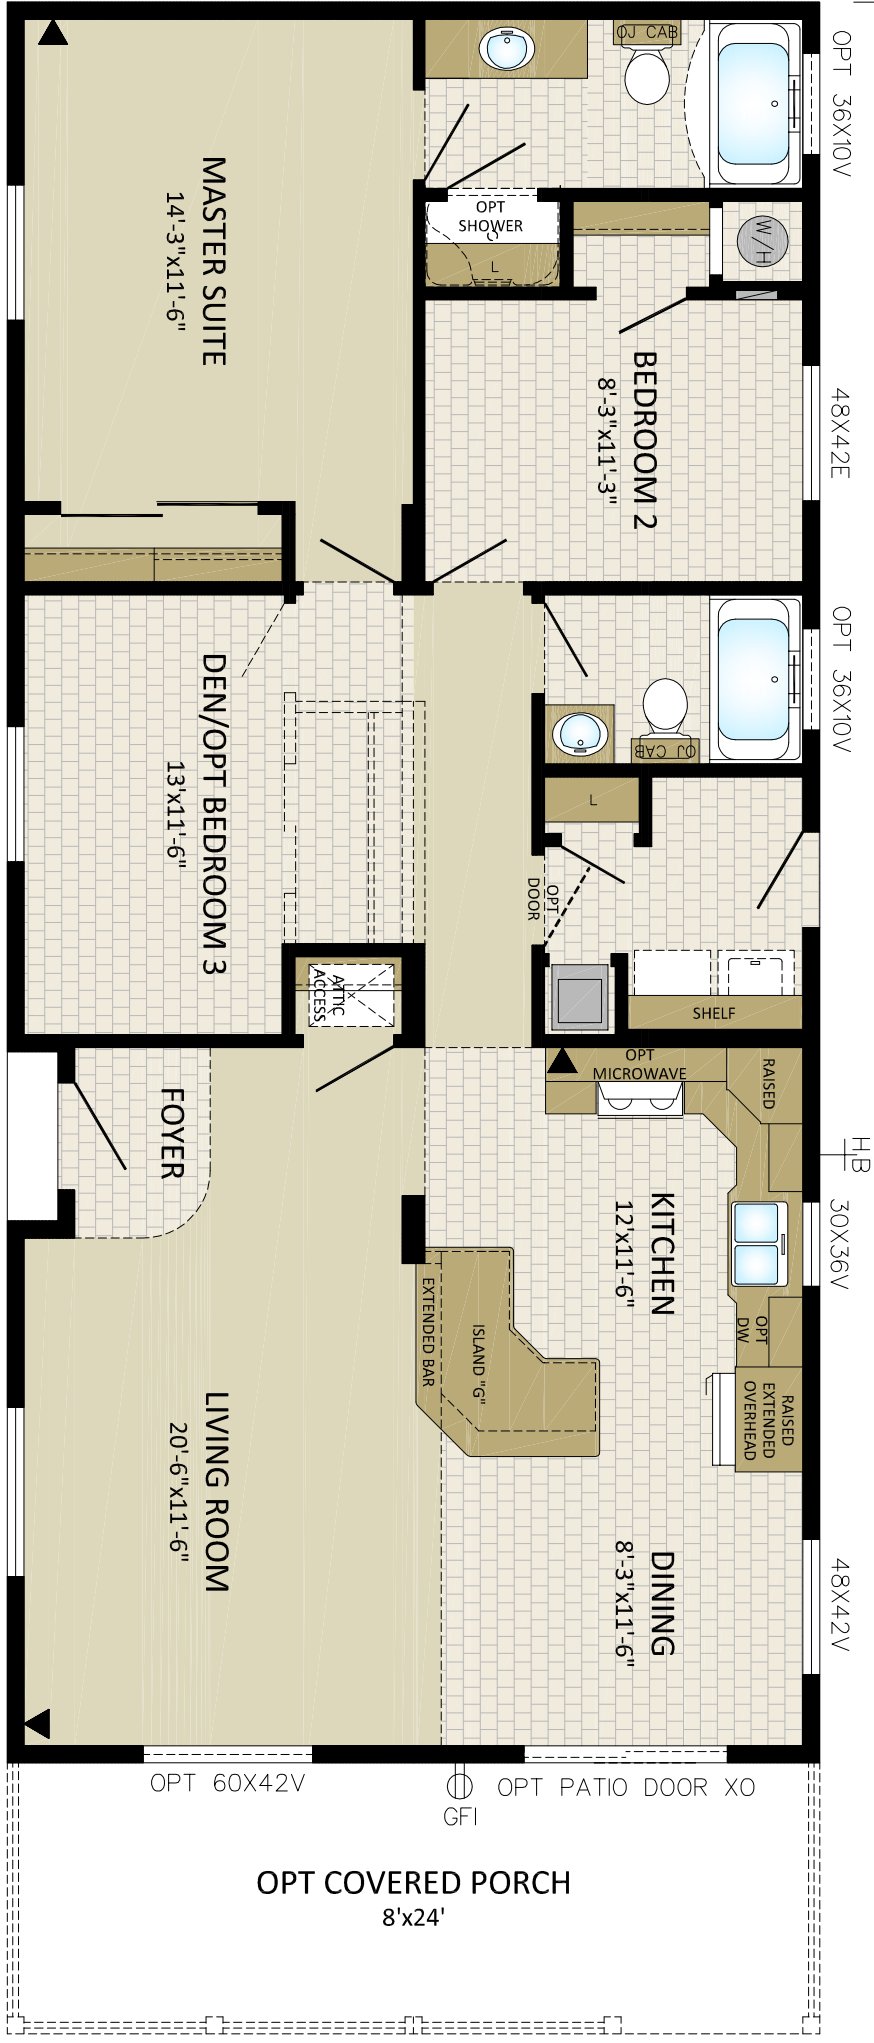 OPT 36X10V
OJ CAB
MASTER SUITE
14'-3"x11'-6"
OPT
SHOWER
L
W/H
BEDROOM 2
8'-3"x11'-3"
48X42E
OPT 36X10V
OJ CAB
DEN/OPT BEDROOM 3
13'x11'-6"
L
OPT
DOOR
ATTIC
ACCESS
SHELF
OPT
MICROWAVE
RAISED
FOYER
H.B
KITCHEN
12'x11'-6"
30X36V
EXTENDED BAR
ISLAND "G"
OPT
DW
RAISED
EXTENDED
OVERHEAD
LIVING ROOM
20'-6"x11'-6"
DINING
8'-3"x11'-6"
48X42V
OPT 60X42V
GFI
OPT PATIO DOOR XO
OPT COVERED PORCH
8'x24'